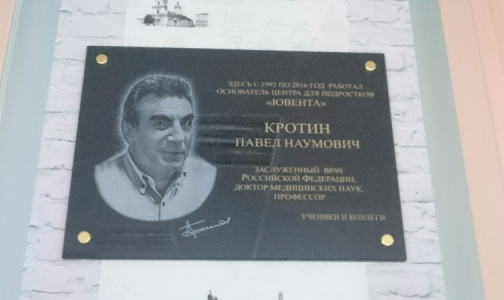 ЗДЕСЬ С 1992 ПО 2016 ГОД РАБОТАЛ
ОСНОВАТЕЛЬ ЦЕНТРА ДЛЯ ПОДРОСТКОВ
«ЮВЕНТА»
КРОТИН
ПАВЕЛ НАУМОВИЧ
ЗАСЛУЖЕННЫЙ ВРАЧ
РОССИЙСКОЙ ФЕДЕРАЦИИ,
ДОКТОР МЕДИЦИНСКИХ НАУК,
ПРОФЕССОР
УЧЕНИКИ И КОЛЛЕГИ